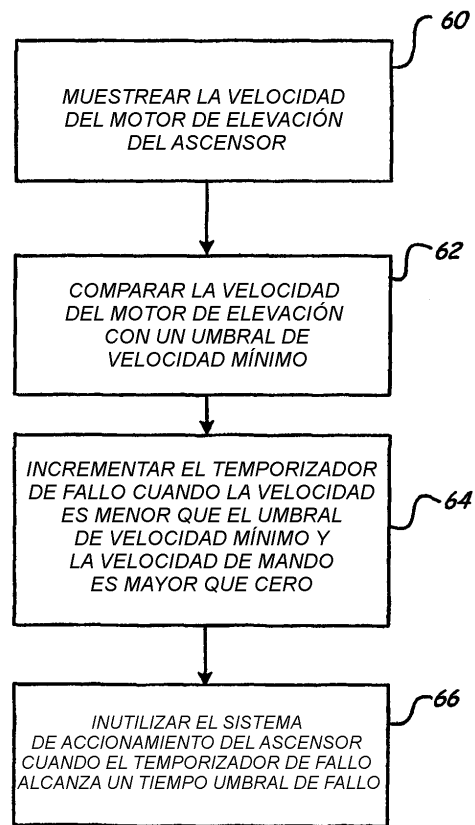 60
MUESTREAR LA VELOCIDAD
DEL MOTOR DE ELEVACIÓN
DEL ASCENSOR
62
COMPARAR LA VELOCIDAD
DEL MOTOR DE ELEVACIÓN
CON UN UMBRAL DE
VELOCIDAD MÍNIMO
INCREMENTAR EL TEMPORIZADOR
DE FALLO CUANDO LA VELOCIDAD
ES MENOR QUE EL UMBRAL
DE VELOCIDAD MÍNIMO Y
LA VELOCIDAD DE MANDO
ES MAYOR QUE CERO
64
66
INUTILIZAR EL SISTEMA
DE ACCIONAMIENTO DEL ASCENSOR
CUANDO EL TEMPORIZADOR DE FALLO
ALCANZA UN TIEMPO UMBRAL DE FALLO